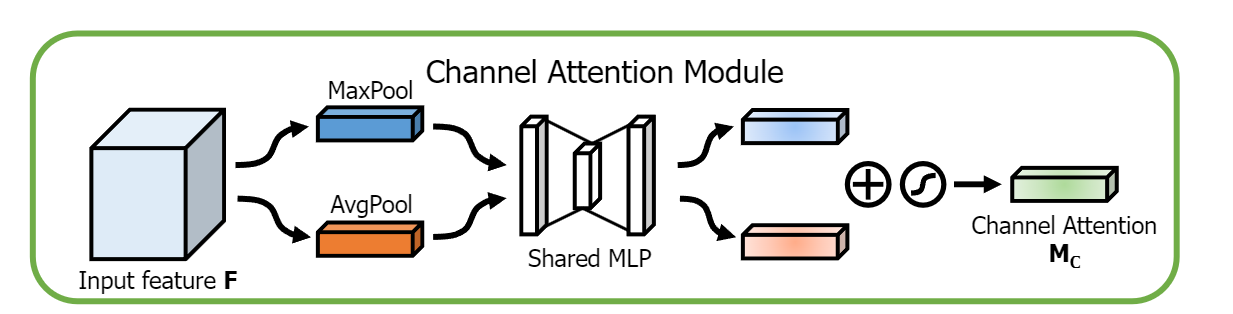 Channel Attention Module
MaxPool
AvgPool
Input feature F
Shared MLP
Channel Attention
M_C